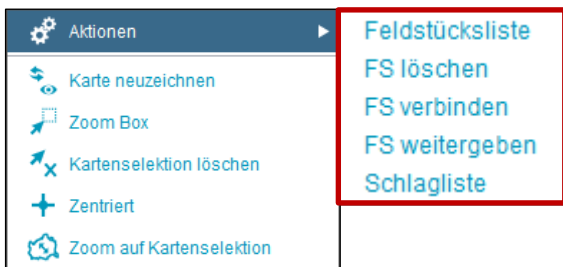 Aktionen
Karte neuzeichnen
Zoom Box
Kartenselektion löschen
Zentriert
Zoom auf Kartenselektion
Feldstücksliste
FS löschen
FS verbinden
FS weitergeben
Schlagliste